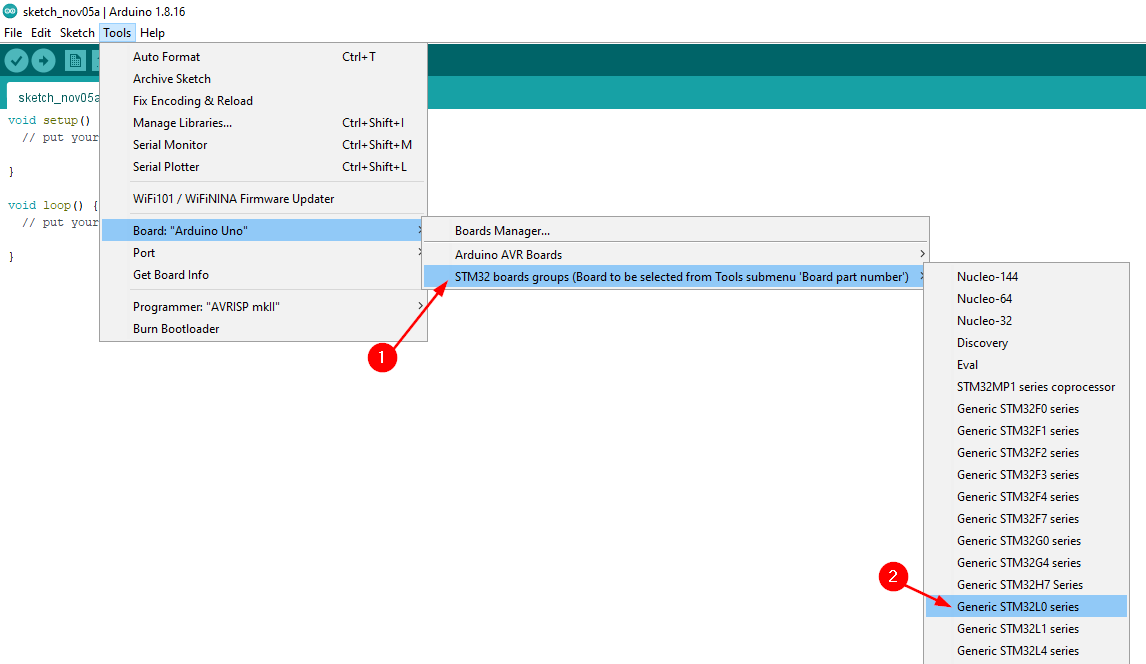 sketch_nov05a | Arduino 1.8.16
File Edit Sketch Tools Help
sketch_nov05a
void setup()
// put your
}
void loop() {
// put your
}
Auto Format Ctrl+T
Archive Sketch
Fix Encoding & Reload
Manage Libraries... Ctrl+Shift+I
Serial Monitor Ctrl+Shift+M
Serial Plotter Ctrl+Shift+L
WiFi101 / WiFiNINA Firmware Updater
Board: "Arduino Uno"
Port
Get Board Info
Programmer: "AVRISP mkII"
Burn Bootloader
Boards Manager...
Arduino AVR Boards
STM32 boards groups (Board to be selected from Tools submenu 'Board part number')
1
Nucleo-144
Nucleo-64
Nucleo-32
Discovery
Eval
STM32MP1 series coprocessor
Generic STM32F0 series
Generic STM32F1 series
Generic STM32F2 series
Generic STM32F3 series
Generic STM32F4 series
Generic STM32F7 series
Generic STM32G0 series
Generic STM32G4 series
Generic STM32H7 Series
Generic STM32L0 series
Generic STM32L1 series
Generic STM32L4 series
2